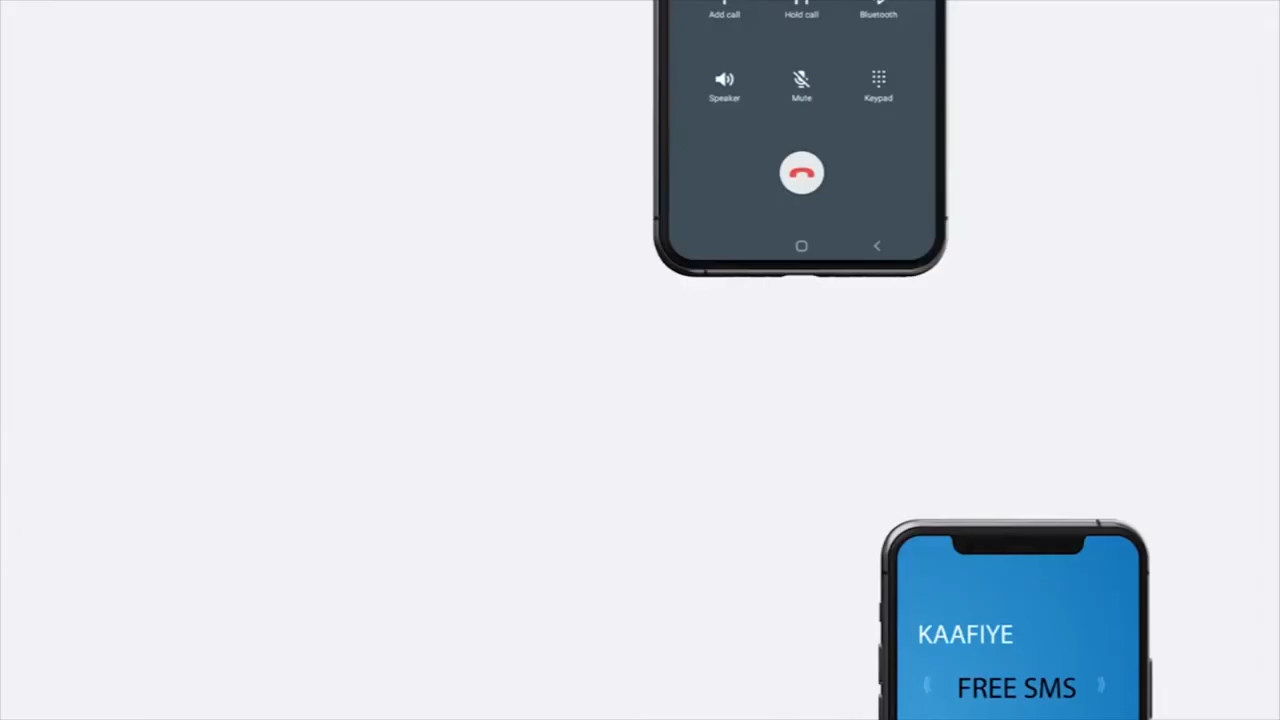 Add call Hold call Bluetooth
Speaker Mute Keypad
KAAFIYE
FREE SMS